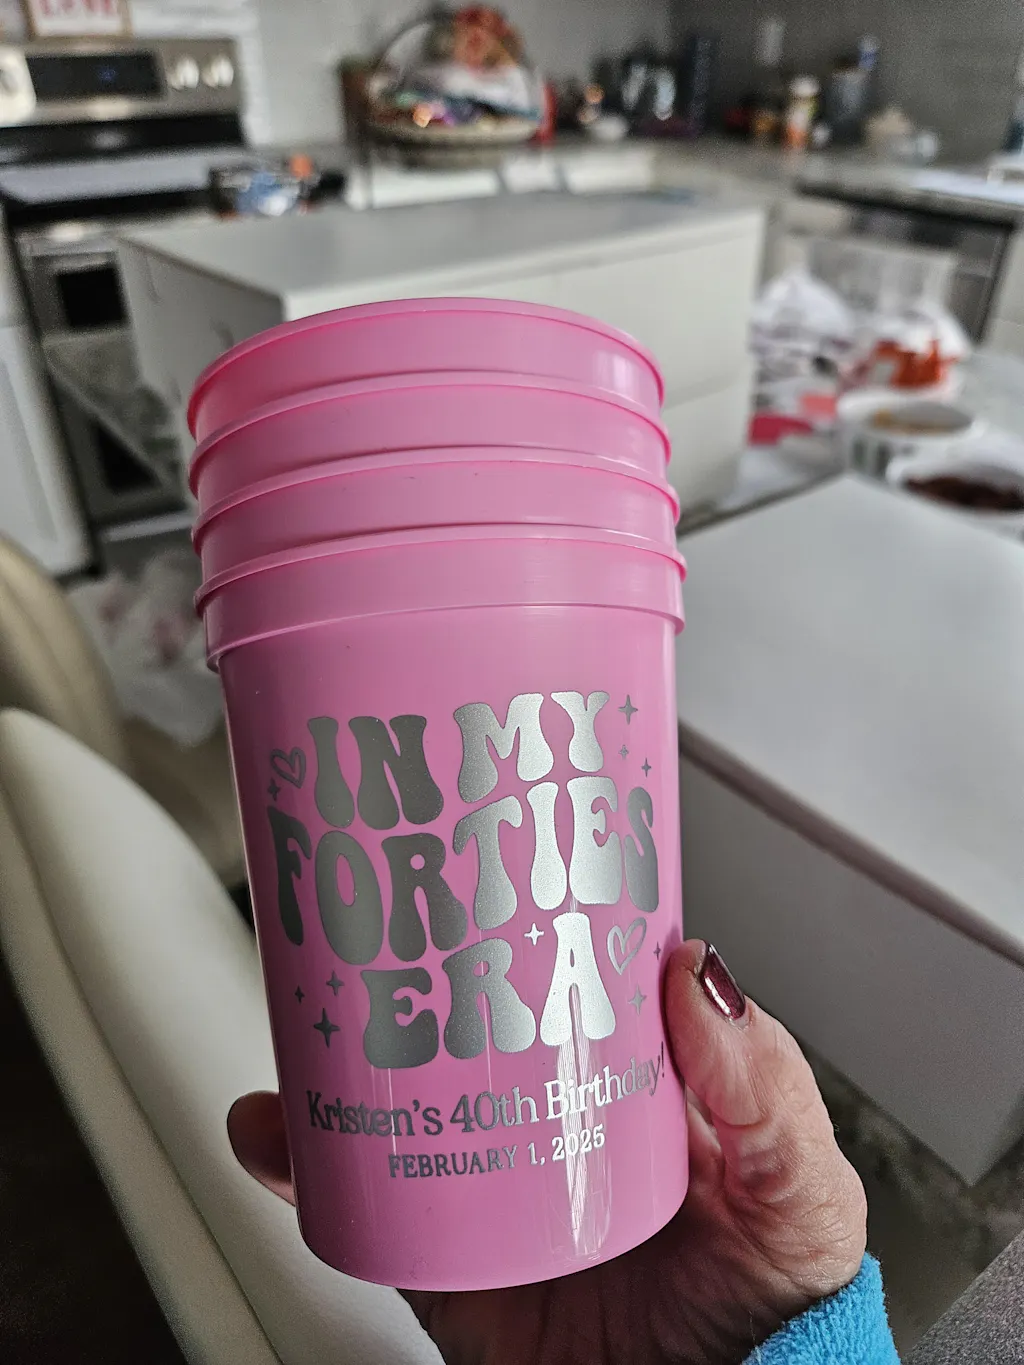 IN MY
FORTIES
ERA
Kristen's 40th Birthday!
FEBRUARY 1, 2025